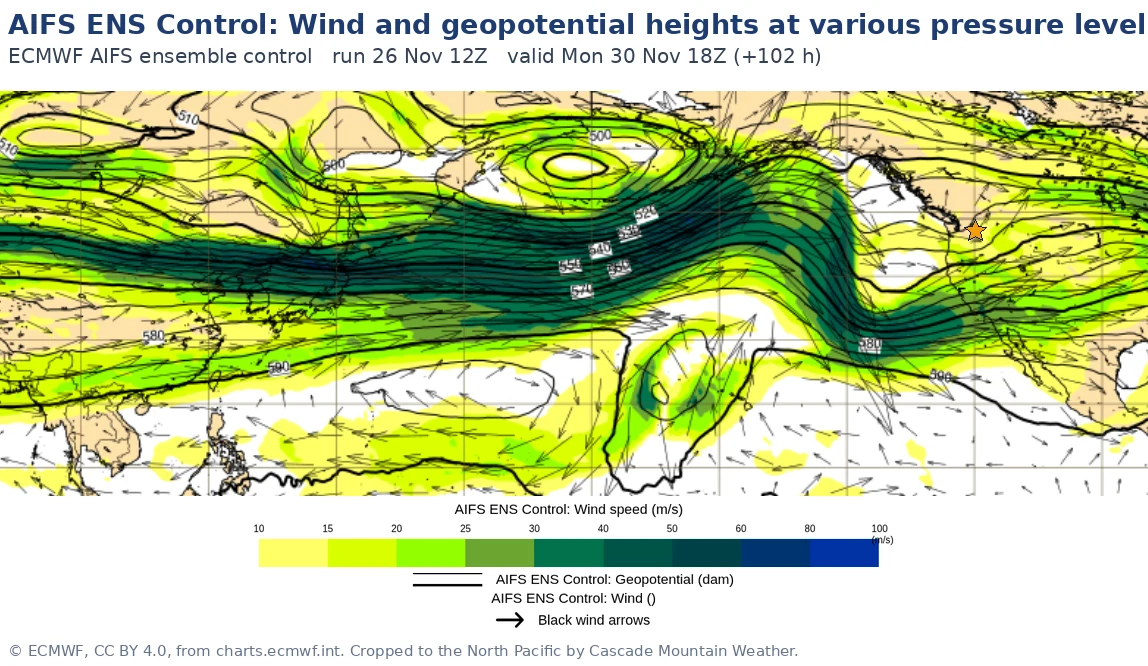 AIFS ENS Control: Wind and geopotential heights at various pressure level
ECMWF AIFS ensemble control run 26 Nov 12Z valid Mon 30 Nov 18Z (+102 h)
510
510
500
500
520
530
540
550
560
570
580
580
590
590
AIFS ENS Control: Wind speed (m/s)
10 15 20 25 30 40 50 60 80 100
(m/s)
AIFS ENS Control: Geopotential (dam)
AIFS ENS Control: Wind ()
Black wind arrows
© ECMWF, CC BY 4.0, from charts.ecmwf.int. Cropped to the North Pacific by Cascade Mountain Weather.